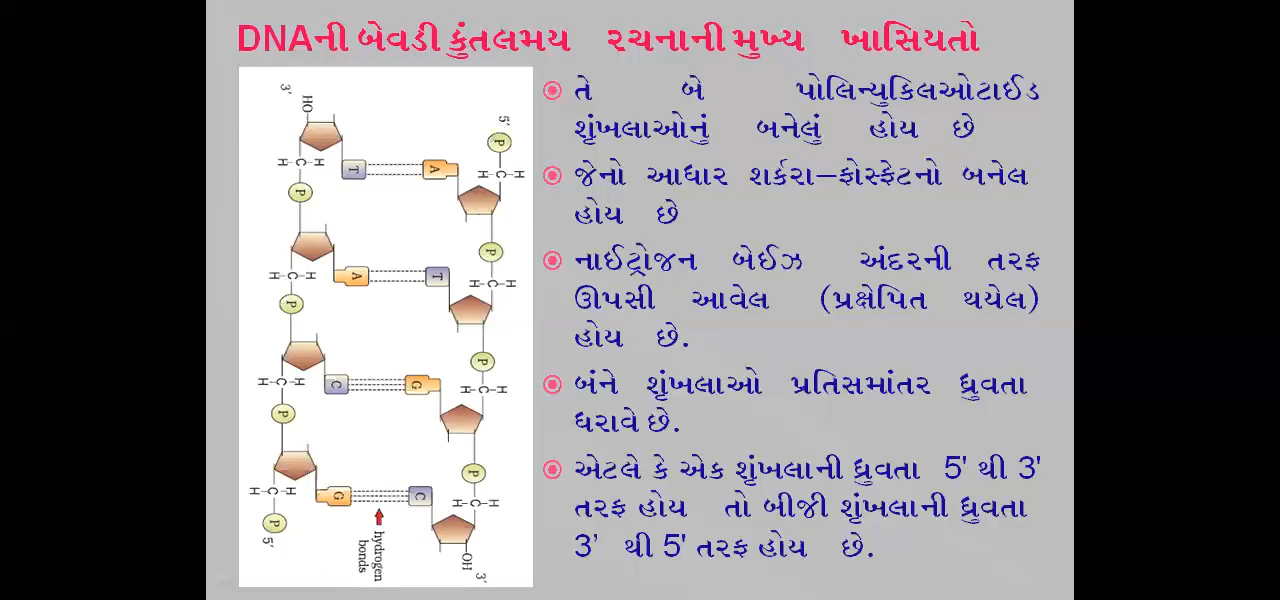 DNAની બેવડી કુંતલમય રચનાની મુખ્ય ખાસિયતો
તે બે પોલિન્યુકિલઓટાઈડ
શૃંખલાઓનું બનેલું હોય છે
જેનો આધાર શર્કરા–ફોસ્ફેટનો બનેલ
હોય છે
નાઈટ્રોજન બેઈઝ અંદરની તરફ
ઊપસી આવેલ (પ્રક્ષેપિત થયેલ)
હોય છે.
બંને શૃંખલાઓ પ્રતિસમાંતર ધ્રુવતા
ધરાવે છે.
એટલે કે એક શૃંખલાની ધ્રુવતા 5' થી 3'
તરફ હોય તો બીજી શૃંખલાની ધ્રુવતા
3’ થી 5' તરફ હોય છે.
3'
HO
5'
P
H–C–H
T A
C–H
H
P
H–C–H
P
A T
H–C–H
P
H–C–H
P
C G
H–C–H
P
H–C–H
P
G C
H–C–H
P
5'
H–C–H
OH
3'
hydrogen
bonds